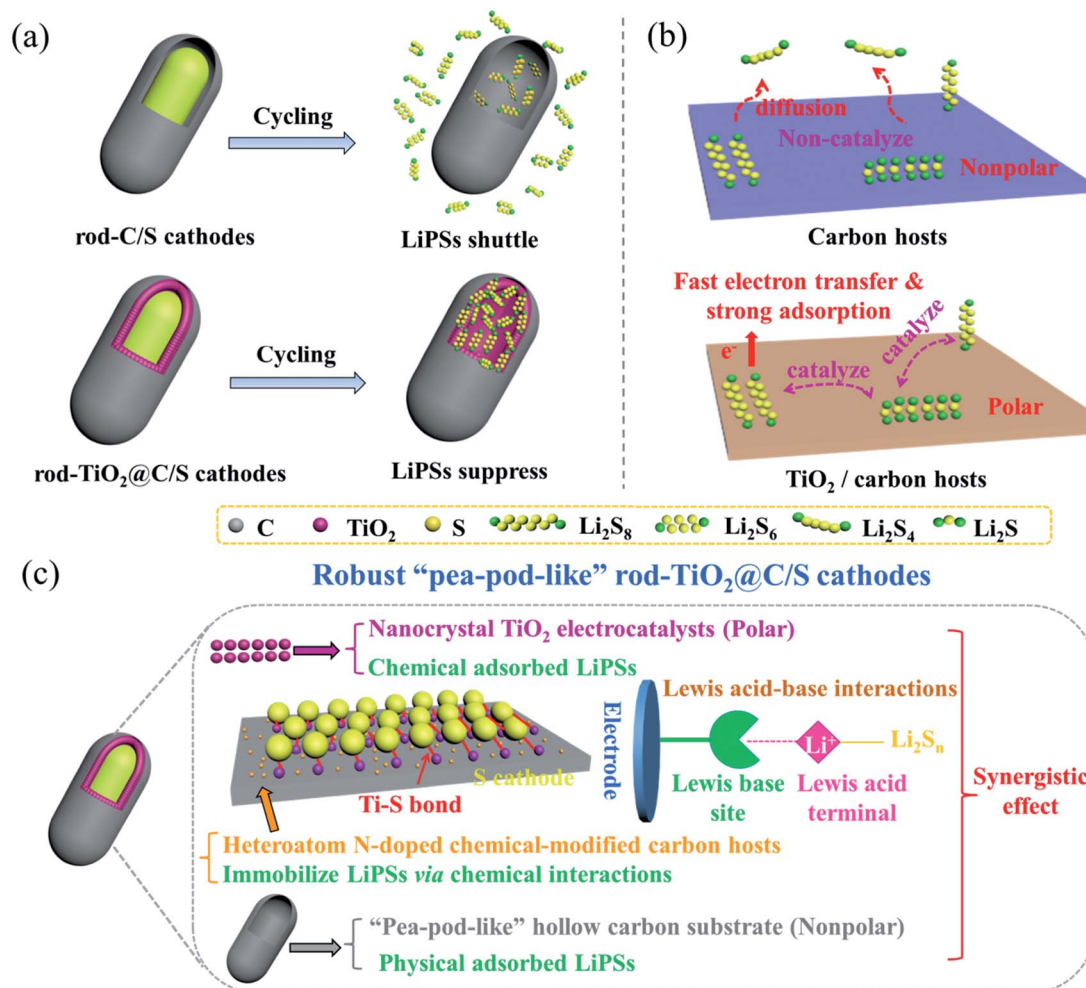 (a)
Cycling
rod-C/S cathodes
LiPSs shuttle
Cycling
rod-TiO₂@C/S cathodes
LiPSs suppress
(b)
diffusion
Non-catalyze
Nonpolar
Carbon hosts
Fast electron transfer &
strong adsorption
e⁻
catalyze
catalyze
Polar
TiO₂ / carbon hosts
C TiO₂ S Li₂S₈ Li₂S₆ Li₂S₄ Li₂S
(c)
Robust “pea-pod-like” rod-TiO₂@C/S cathodes
Nanocrystal TiO₂ electrocatalysts (Polar)
Chemical adsorbed LiPSs
S cathode
Ti-S bond
Heteroatom N-doped chemical-modified carbon hosts
Immobilize LiPSs via chemical interactions
Electrode
Lewis acid-base interactions
Li⁺
Li₂Sₙ
Lewis base
site
Lewis acid
terminal
“Pea-pod-like” hollow carbon substrate (Nonpolar)
Physical adsorbed LiPSs
Synergistic
effect